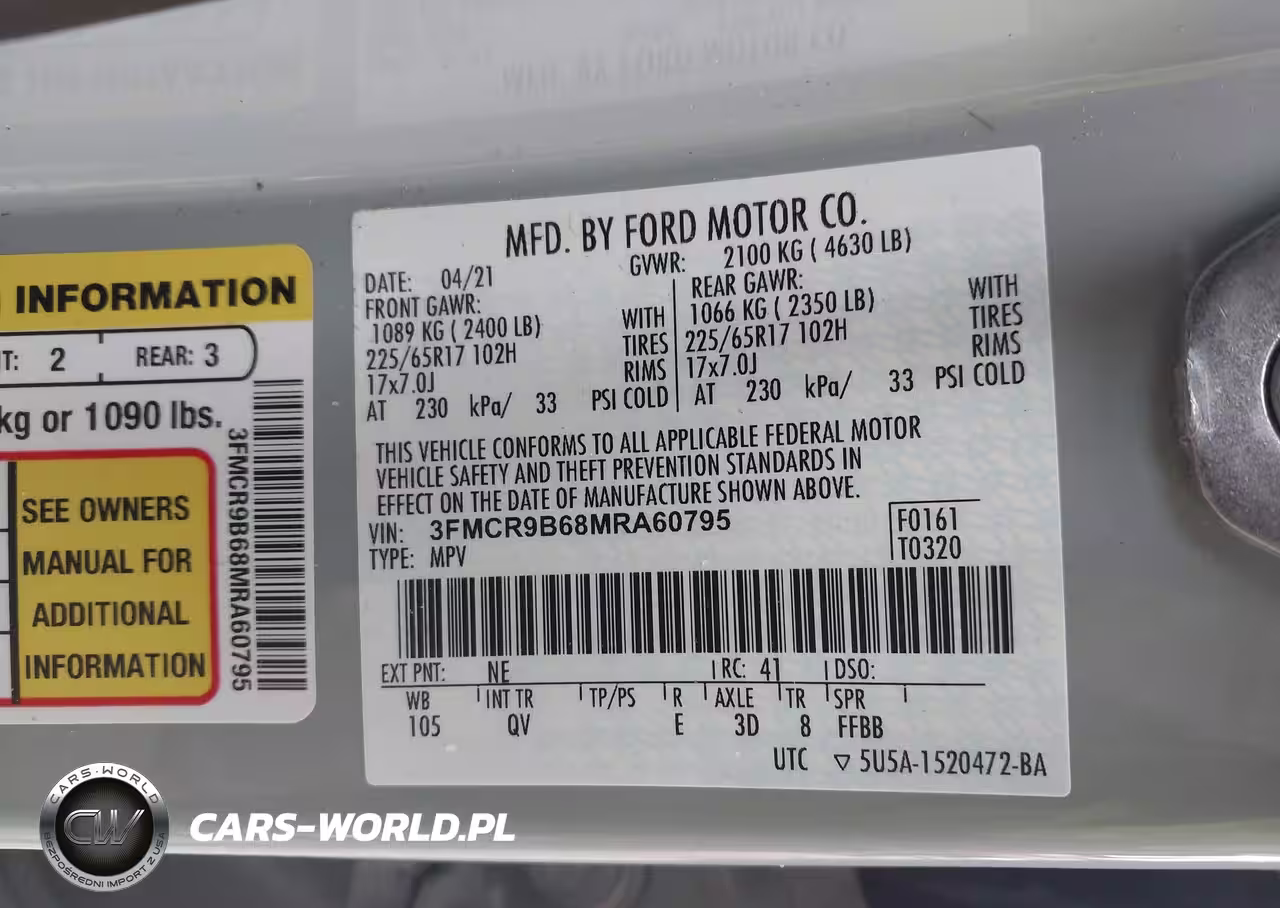 INFORMATION
2 REAR: 3
kg or 1090 lbs.
SEE OWNERS
MANUAL FOR
ADDITIONAL
INFORMATION
3FMCR9B68MRA60795
MFD. BY FORD MOTOR CO.
DATE: 04/21 GVWR: 2100 KG ( 4630 LB)
FRONT GAWR: REAR GAWR:
1089 KG ( 2400 LB) WITH 1066 KG ( 2350 LB) WITH
225/65R17 102H TIRES 225/65R17 102H TIRES
17x7.0J RIMS 17x7.0J RIMS
AT 230 kPa/ 33 PSI COLD AT 230 kPa/ 33 PSI COLD
THIS VEHICLE CONFORMS TO ALL APPLICABLE FEDERAL MOTOR
VEHICLE SAFETY AND THEFT PREVENTION STANDARDS IN
EFFECT ON THE DATE OF MANUFACTURE SHOWN ABOVE.
VIN: 3FMCR9B68MRA60795 F0161
TYPE: MPV T0320
EXT PNT: NE RC: 41 DSO:
WB INT TR TP/PS R AXLE TR SPR
105 QV E 3D 8 FFBB
UTC ▽ 5U5A-1520472-BA
CARS-WORLD
CW
BEZPOŚREDNI IMPORT Z USA
CARS-WORLD.PL